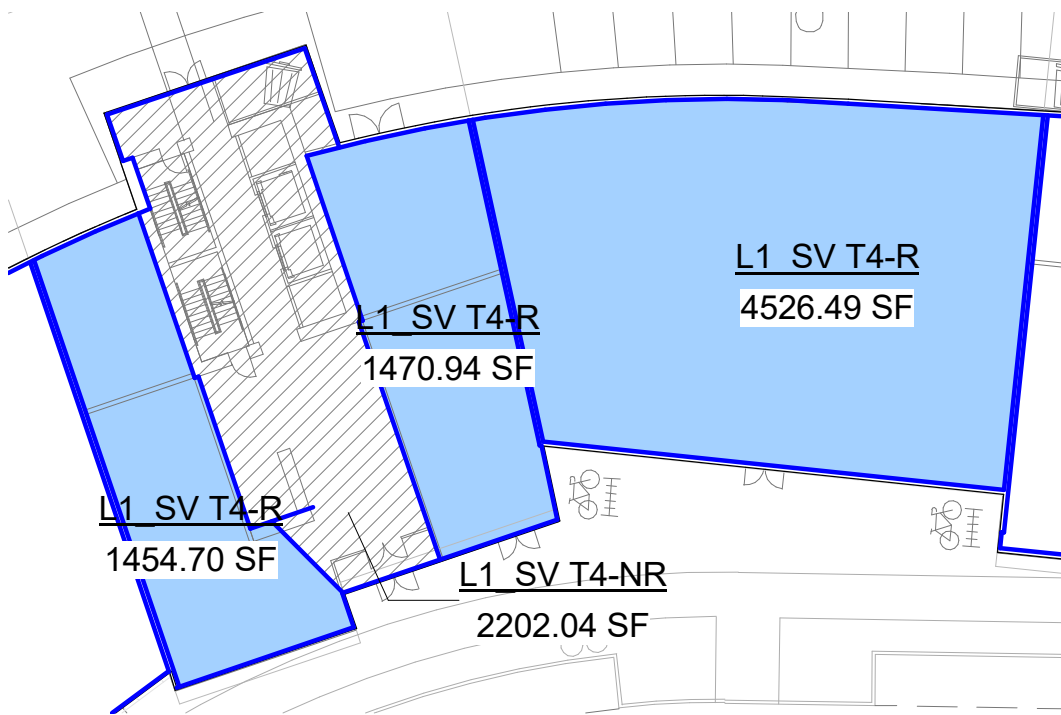 L1_SV T4-R
4526.49 SF
L1_SV T4-R
1470.94 SF
L1_SV T4-R
1454.70 SF
L1_SV T4-NR
2202.04 SF